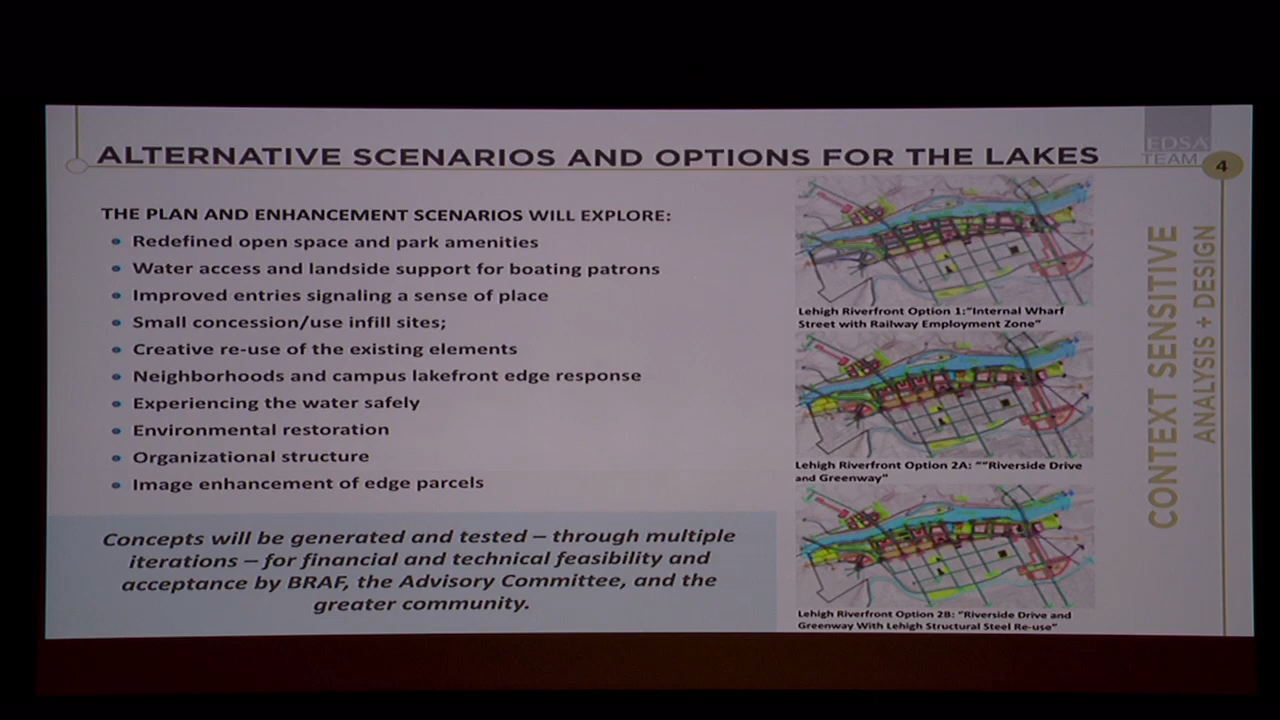 ALTERNATIVE SCENARIOS AND OPTIONS FOR THE LAKES
EDSA
TEAM
4
THE PLAN AND ENHANCEMENT SCENARIOS WILL EXPLORE:
• Redefined open space and park amenities
• Water access and landside support for boating patrons
• Improved entries signaling a sense of place
• Small concession/use infill sites;
• Creative re-use of the existing elements
• Neighborhoods and campus lakefront edge response
• Experiencing the water safely
• Environmental restoration
• Organizational structure
• Image enhancement of edge parcels
Concepts will be generated and tested – through multiple
iterations – for financial and technical feasibility and
acceptance by BRAF, the Advisory Committee, and the
greater community.
Lehigh Riverfront Option 1:"Internal Wharf
Street with Railway Employment Zone"
Lehigh Riverfront Option 2A: ""Riverside Drive
and Greenway"
Lehigh Riverfront Option 2B: "Riverside Drive and
Greenway With Lehigh Structural Steel Re-use"
CONTEXT SENSITIVE
ANALYSIS + DESIGN